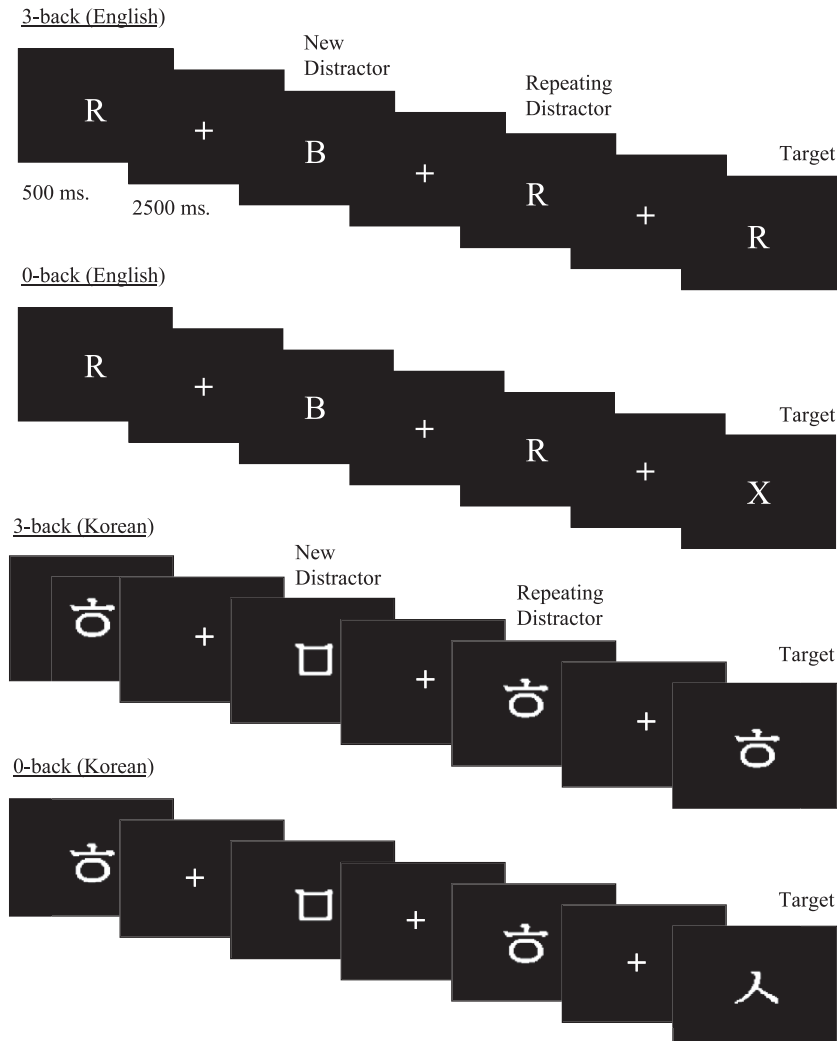 3-back (English)
New
Distractor
Repeating
Distractor
Target
R
+
B
+
R
+
R
500 ms.
2500 ms.
0-back (English)
Target
R
+
B
+
R
+
X
3-back (Korean)
New
Distractor
Repeating
Distractor
Target
ㅎ
+
ㅁ
+
ㅎ
+
ㅎ
0-back (Korean)
Target
ㅎ
+
ㅁ
+
ㅎ
+
ㅅ